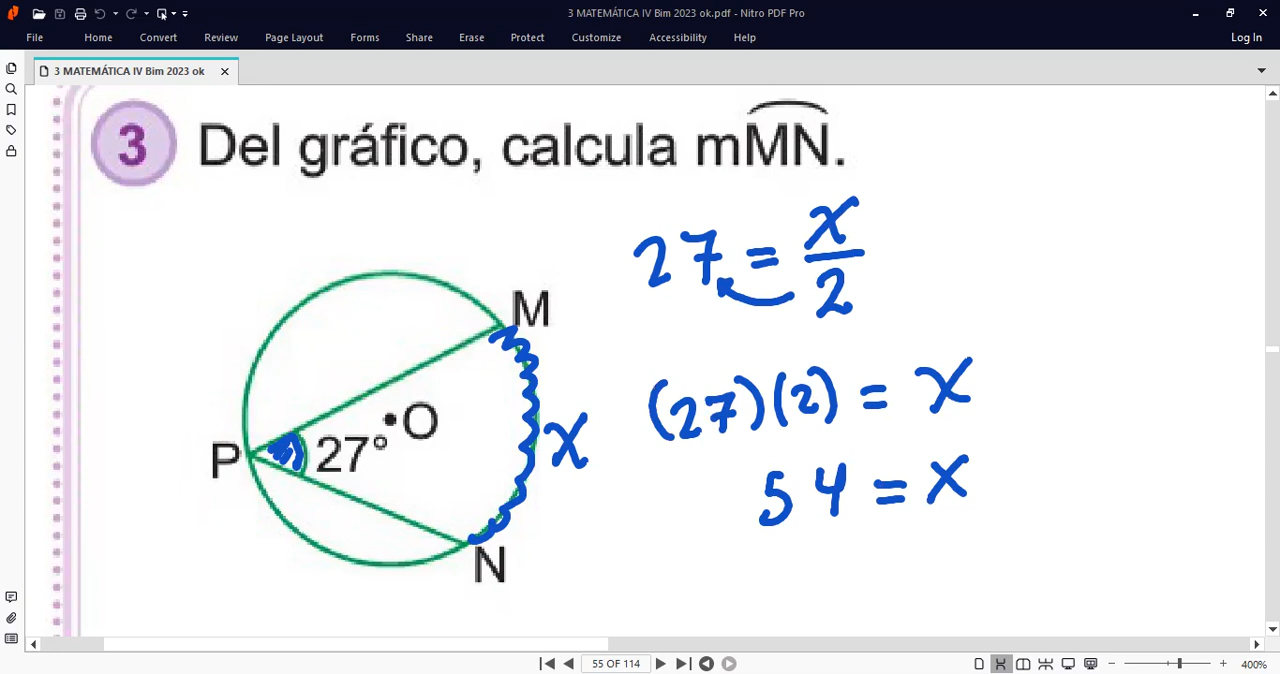 3 MATEMÁTICA IV Bim 2023 ok.pdf - Nitro PDF Pro
File Home Convert Review Page Layout Forms Share Erase Protect Customize Accessibility Help Log In
3 MATEMÁTICA IV Bim 2023 ok
3 Del gráfico, calcula mMN.
27 = x/2
M
(27)(2) = x
O
x
P 27°
54 = x
N
55 OF 114
400%